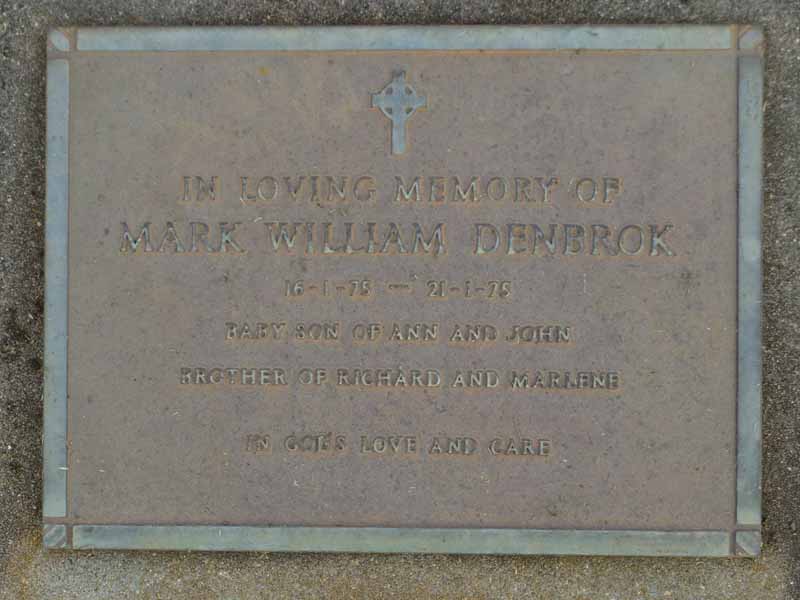 IN LOVING MEMORY OF
MARK WILLIAM DENBROK
16-1-75 — 21-1-75
BABY SON OF ANN AND JOHN
BROTHER OF RICHARD AND MARLENE
IN GOD'S LOVE AND CARE